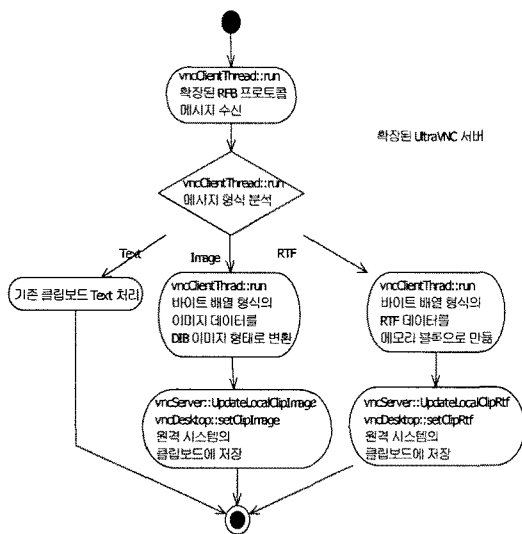 vncClientThread::run
확장된 RFB 프로토콜
메시지 수신
확장된 UltraVNC 서버
vncClientThread::run
메시지 형식 분석
Text
Image
RTF
기존 클립보드 Text 처리
vncClientThrad::run
바이트 배열 형식의
이미지 데이터를
DIB 이미지 형태로 변환
vncClientThrad::run
바이트 배열 형식의
RTF 데이터를
메모리 블록으로 만듦
vncServer::UpdateLocalClipImage
vncDesktop::setClipImage
원격 시스템의
클립보드에 저장
vncServer::UpdateLocalClipRtf
vncDesktop::setClipRtf
원격 시스템의
클립보드에 저장